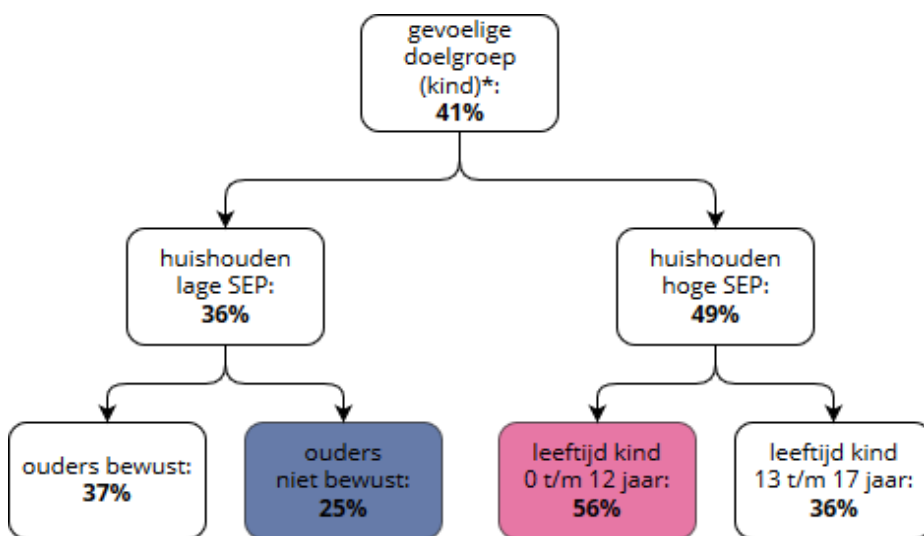 gevoelige
doelgroep
(kind)*:
41%
huishouden
lage SEP:
36%
huishouden
hoge SEP:
49%
ouders bewust:
37%
ouders
niet bewust:
25%
leeftijd kind
0 t/m 12 jaar:
56%
leeftijd kind
13 t/m 17 jaar:
36%